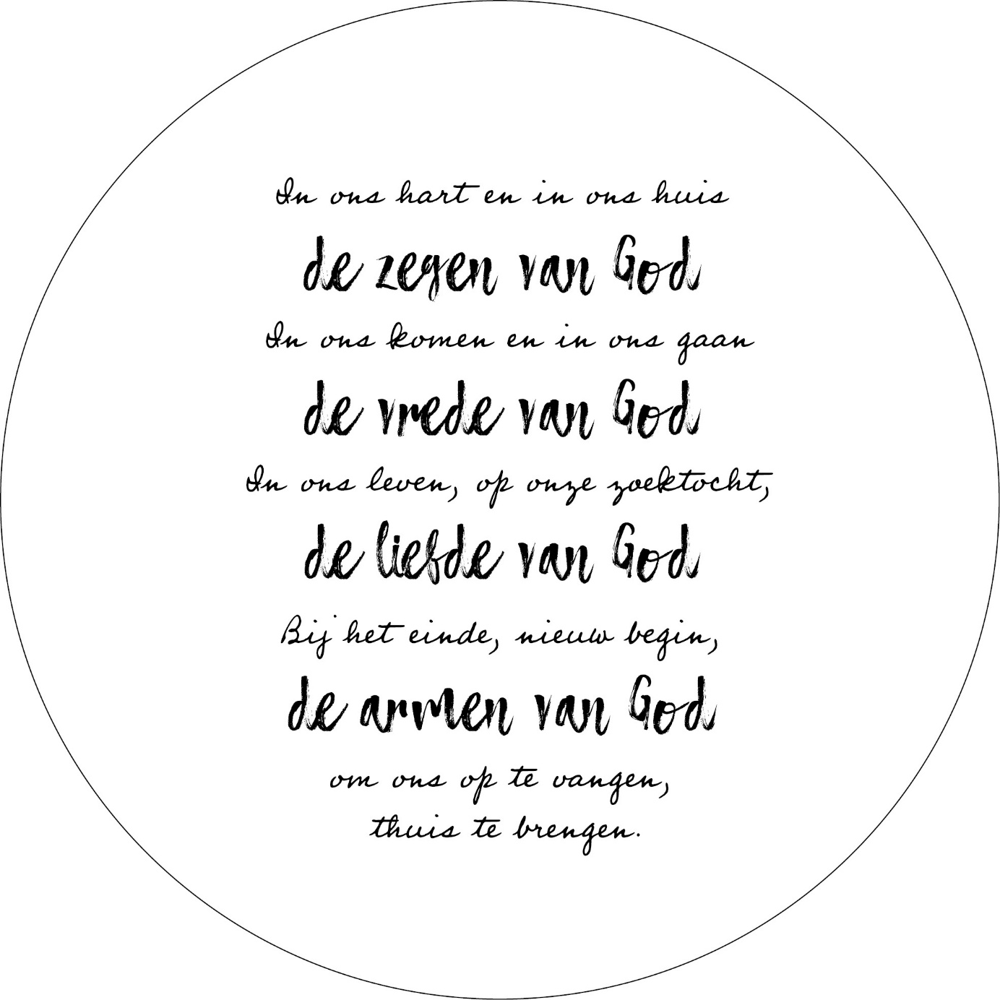 In ons hart en in ons huis
de zegen van God
In ons komen en in ons gaan
de vrede van God
In ons leven, op onze zoektocht,
de liefde van God
Bij het einde, nieuw begin,
de armen van God
om ons op te vangen,
thuis te brengen.